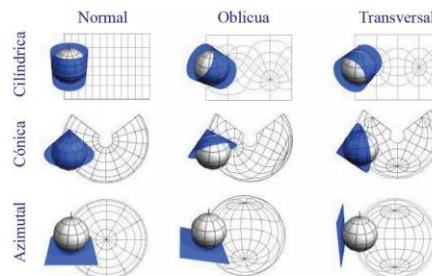 Normal
Oblicua
Transversal
Cilíndrica
Cónica
Azimutal